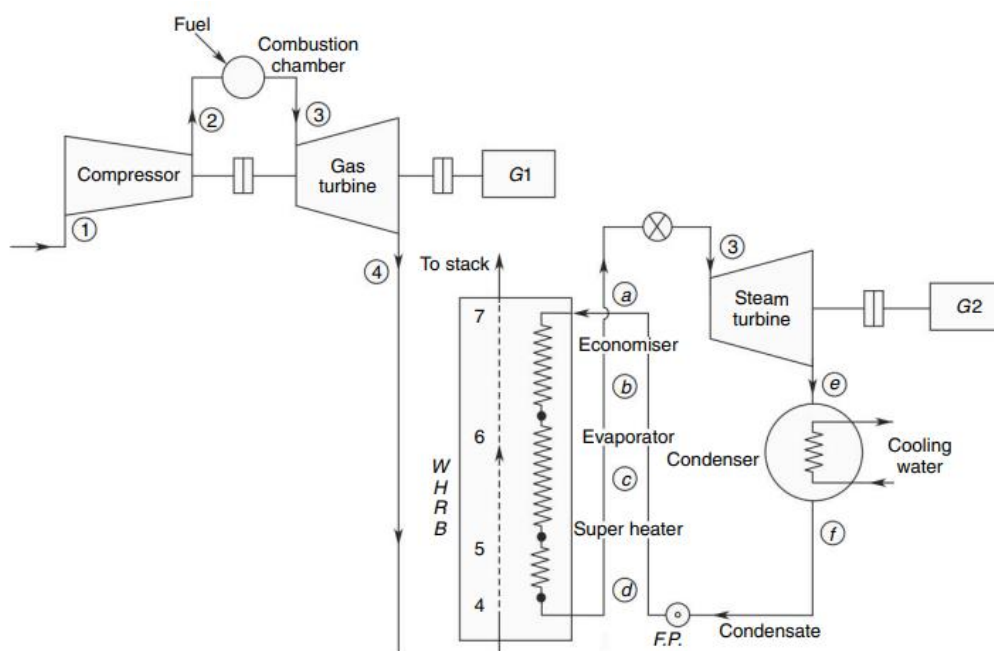 Fuel
Combustion
chamber
2
3
Compressor
Gas
turbine
G1
1
4
To stack
3
a
7
Steam
turbine
G2
Economiser
b
e
6
Evaporator
Condenser
Cooling
water
W
H
R
B
c
Super heater
f
5
d
4
F.P.
Condensate